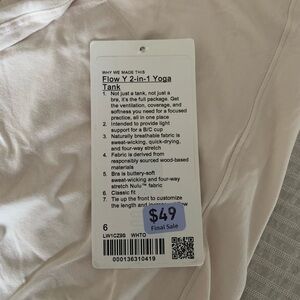 WHY WE MADE THIS
Flow Y 2-in-1 Yoga
Tank
1. Not just a tank, not just a
bra, it's the full package. Get
the ventilation, coverage, and
softness you need for a focused
practice, all in one place
2. Intended to provide light
support for a B/C cup
3. Naturally breathable fabric is
sweat-wicking, quick-drying,
and four-way stretch
4. Fabric is derived from
responsibly sourced wood-based
materials
5. Bra is buttery-soft
sweat-wicking and four-way
stretch Nulu™ fabric
6. Classic fit
7. Tie up the front to customize
the length and
$49
Final Sale
6
LW1CZ9S WHTO
000136310419